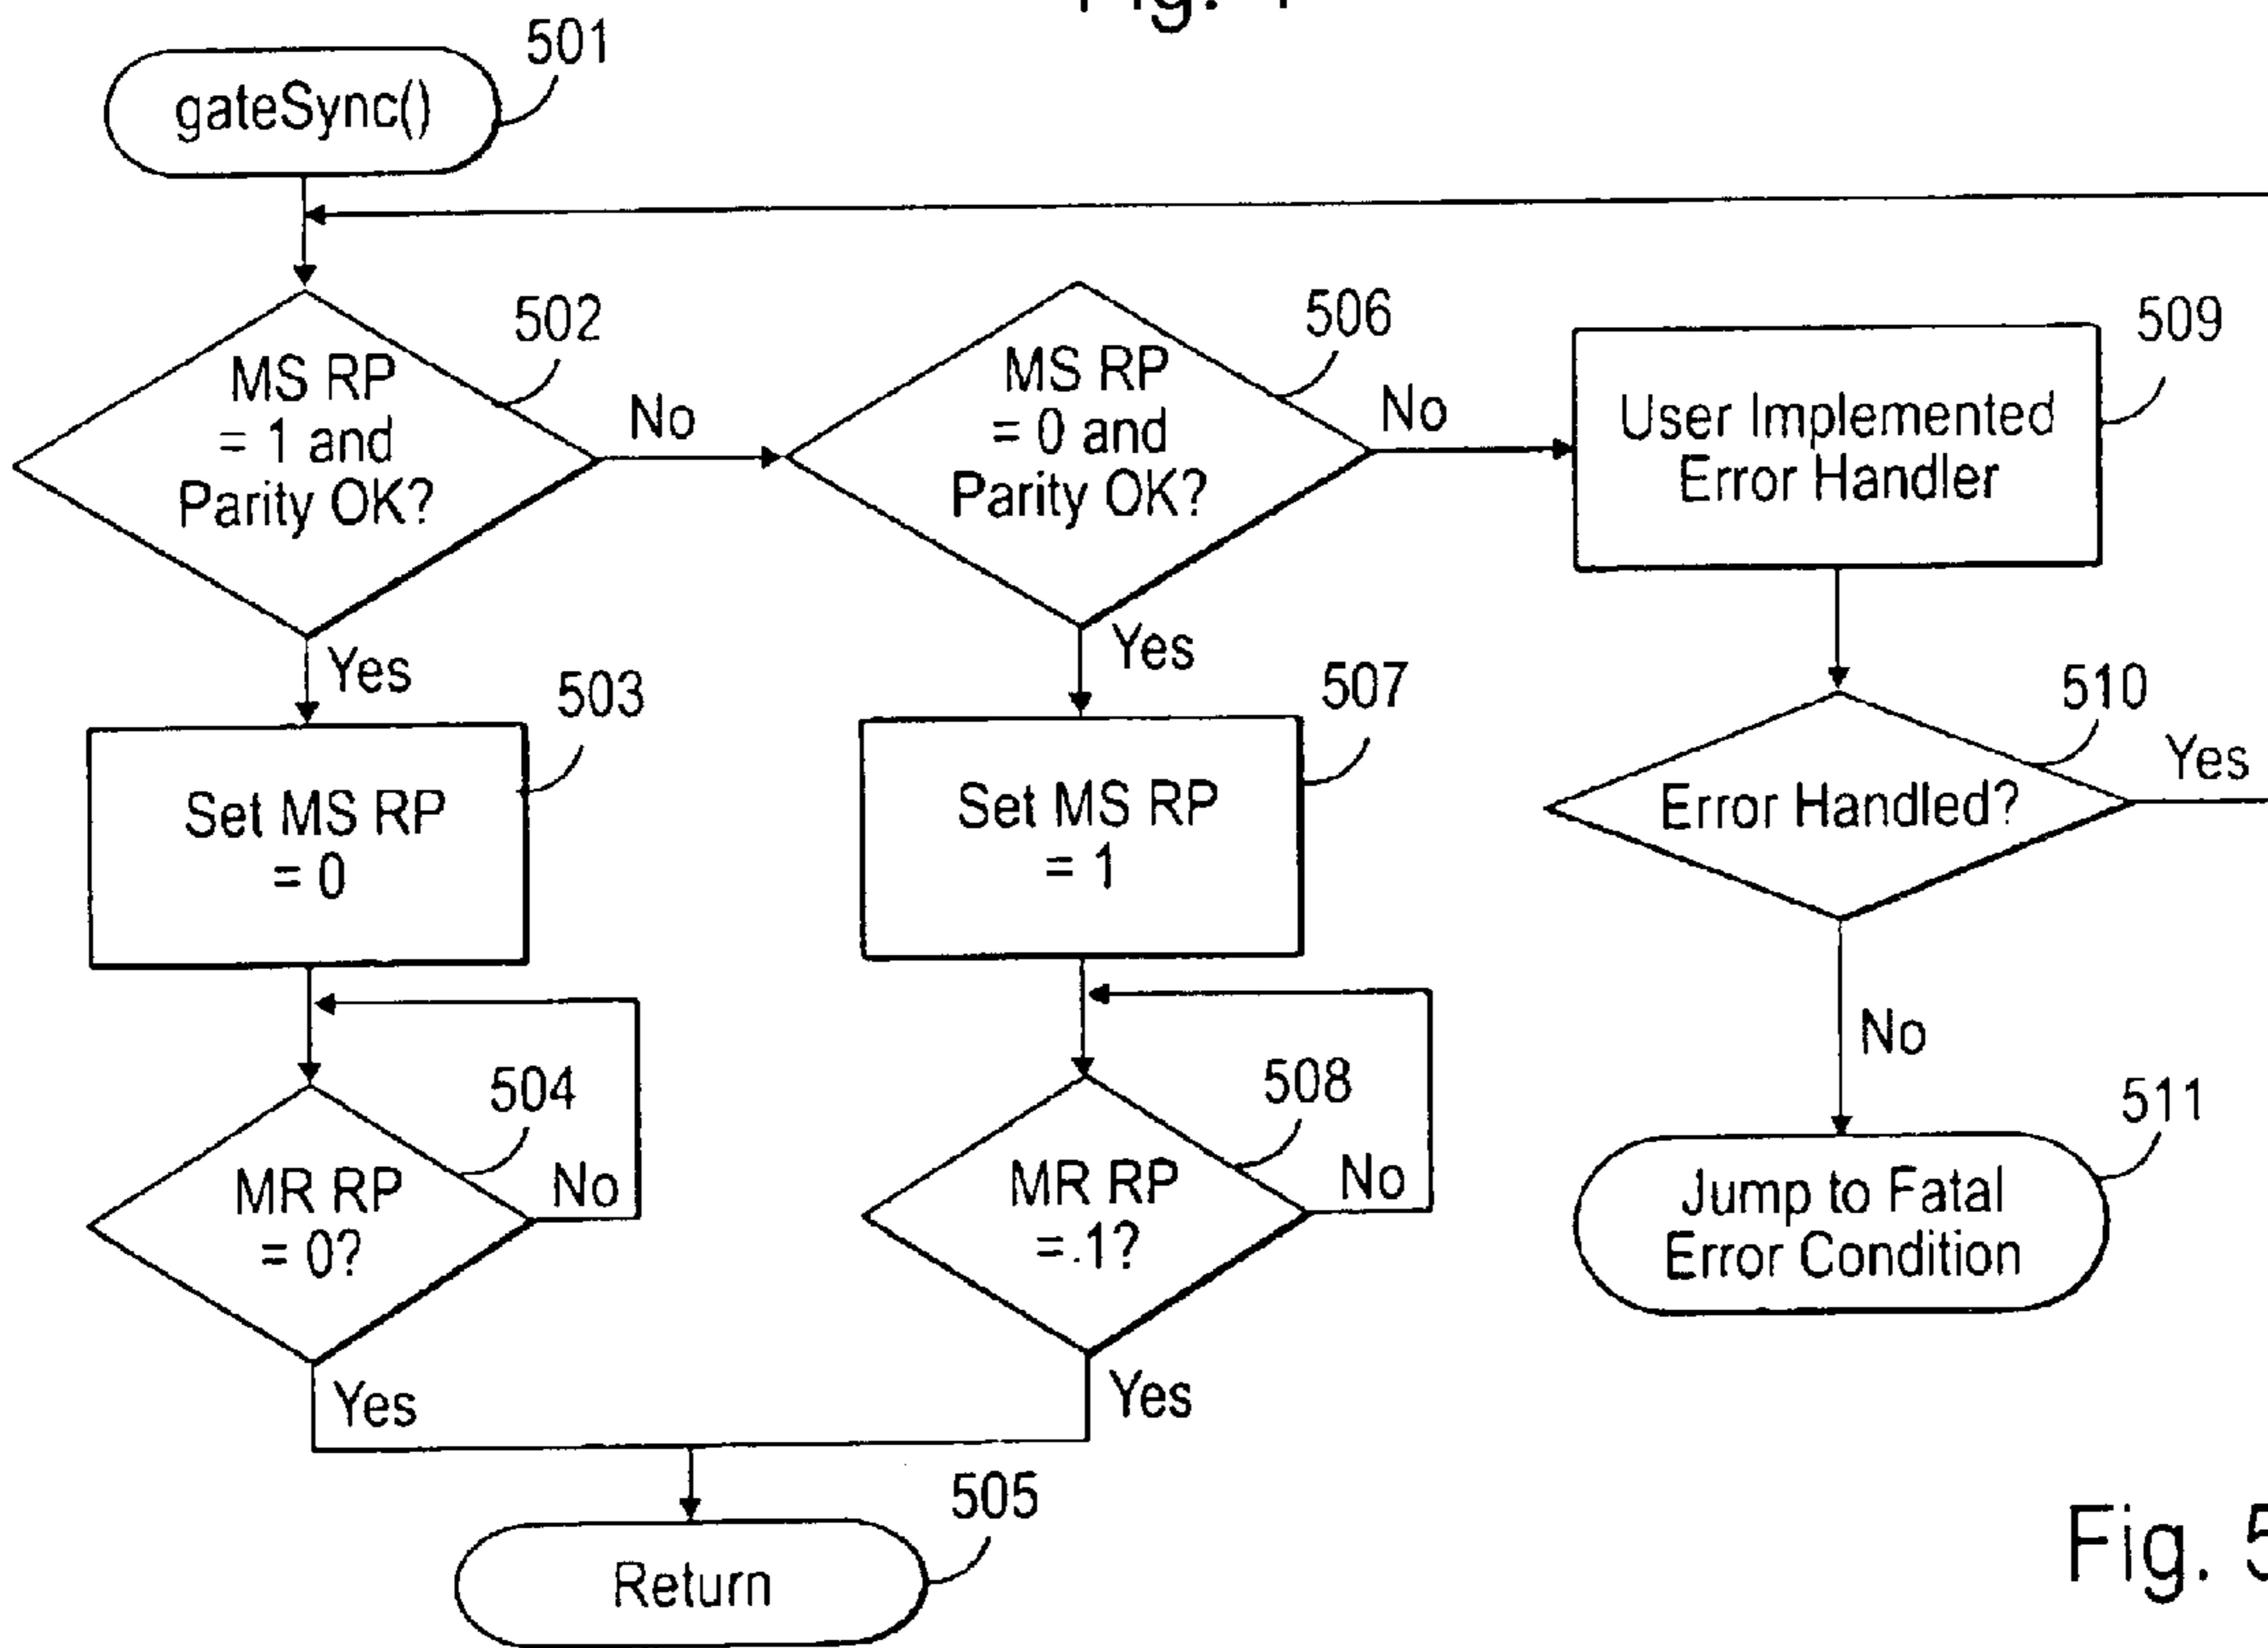 501
gateSync()
502
MS RP
= 1 and
Parity OK?
No
506
MS RP
= 0 and
Parity OK?
No
509
User Implemented
Error Handler
Yes
503
Set MS RP
= 0
Yes
507
Set MS RP
= 1
510
Error Handled?
Yes
504
MR RP
= 0?
No
508
MR RP
= 1?
No
No
511
Jump to Fatal
Error Condition
Yes
Yes
505
Return
Fig. 5